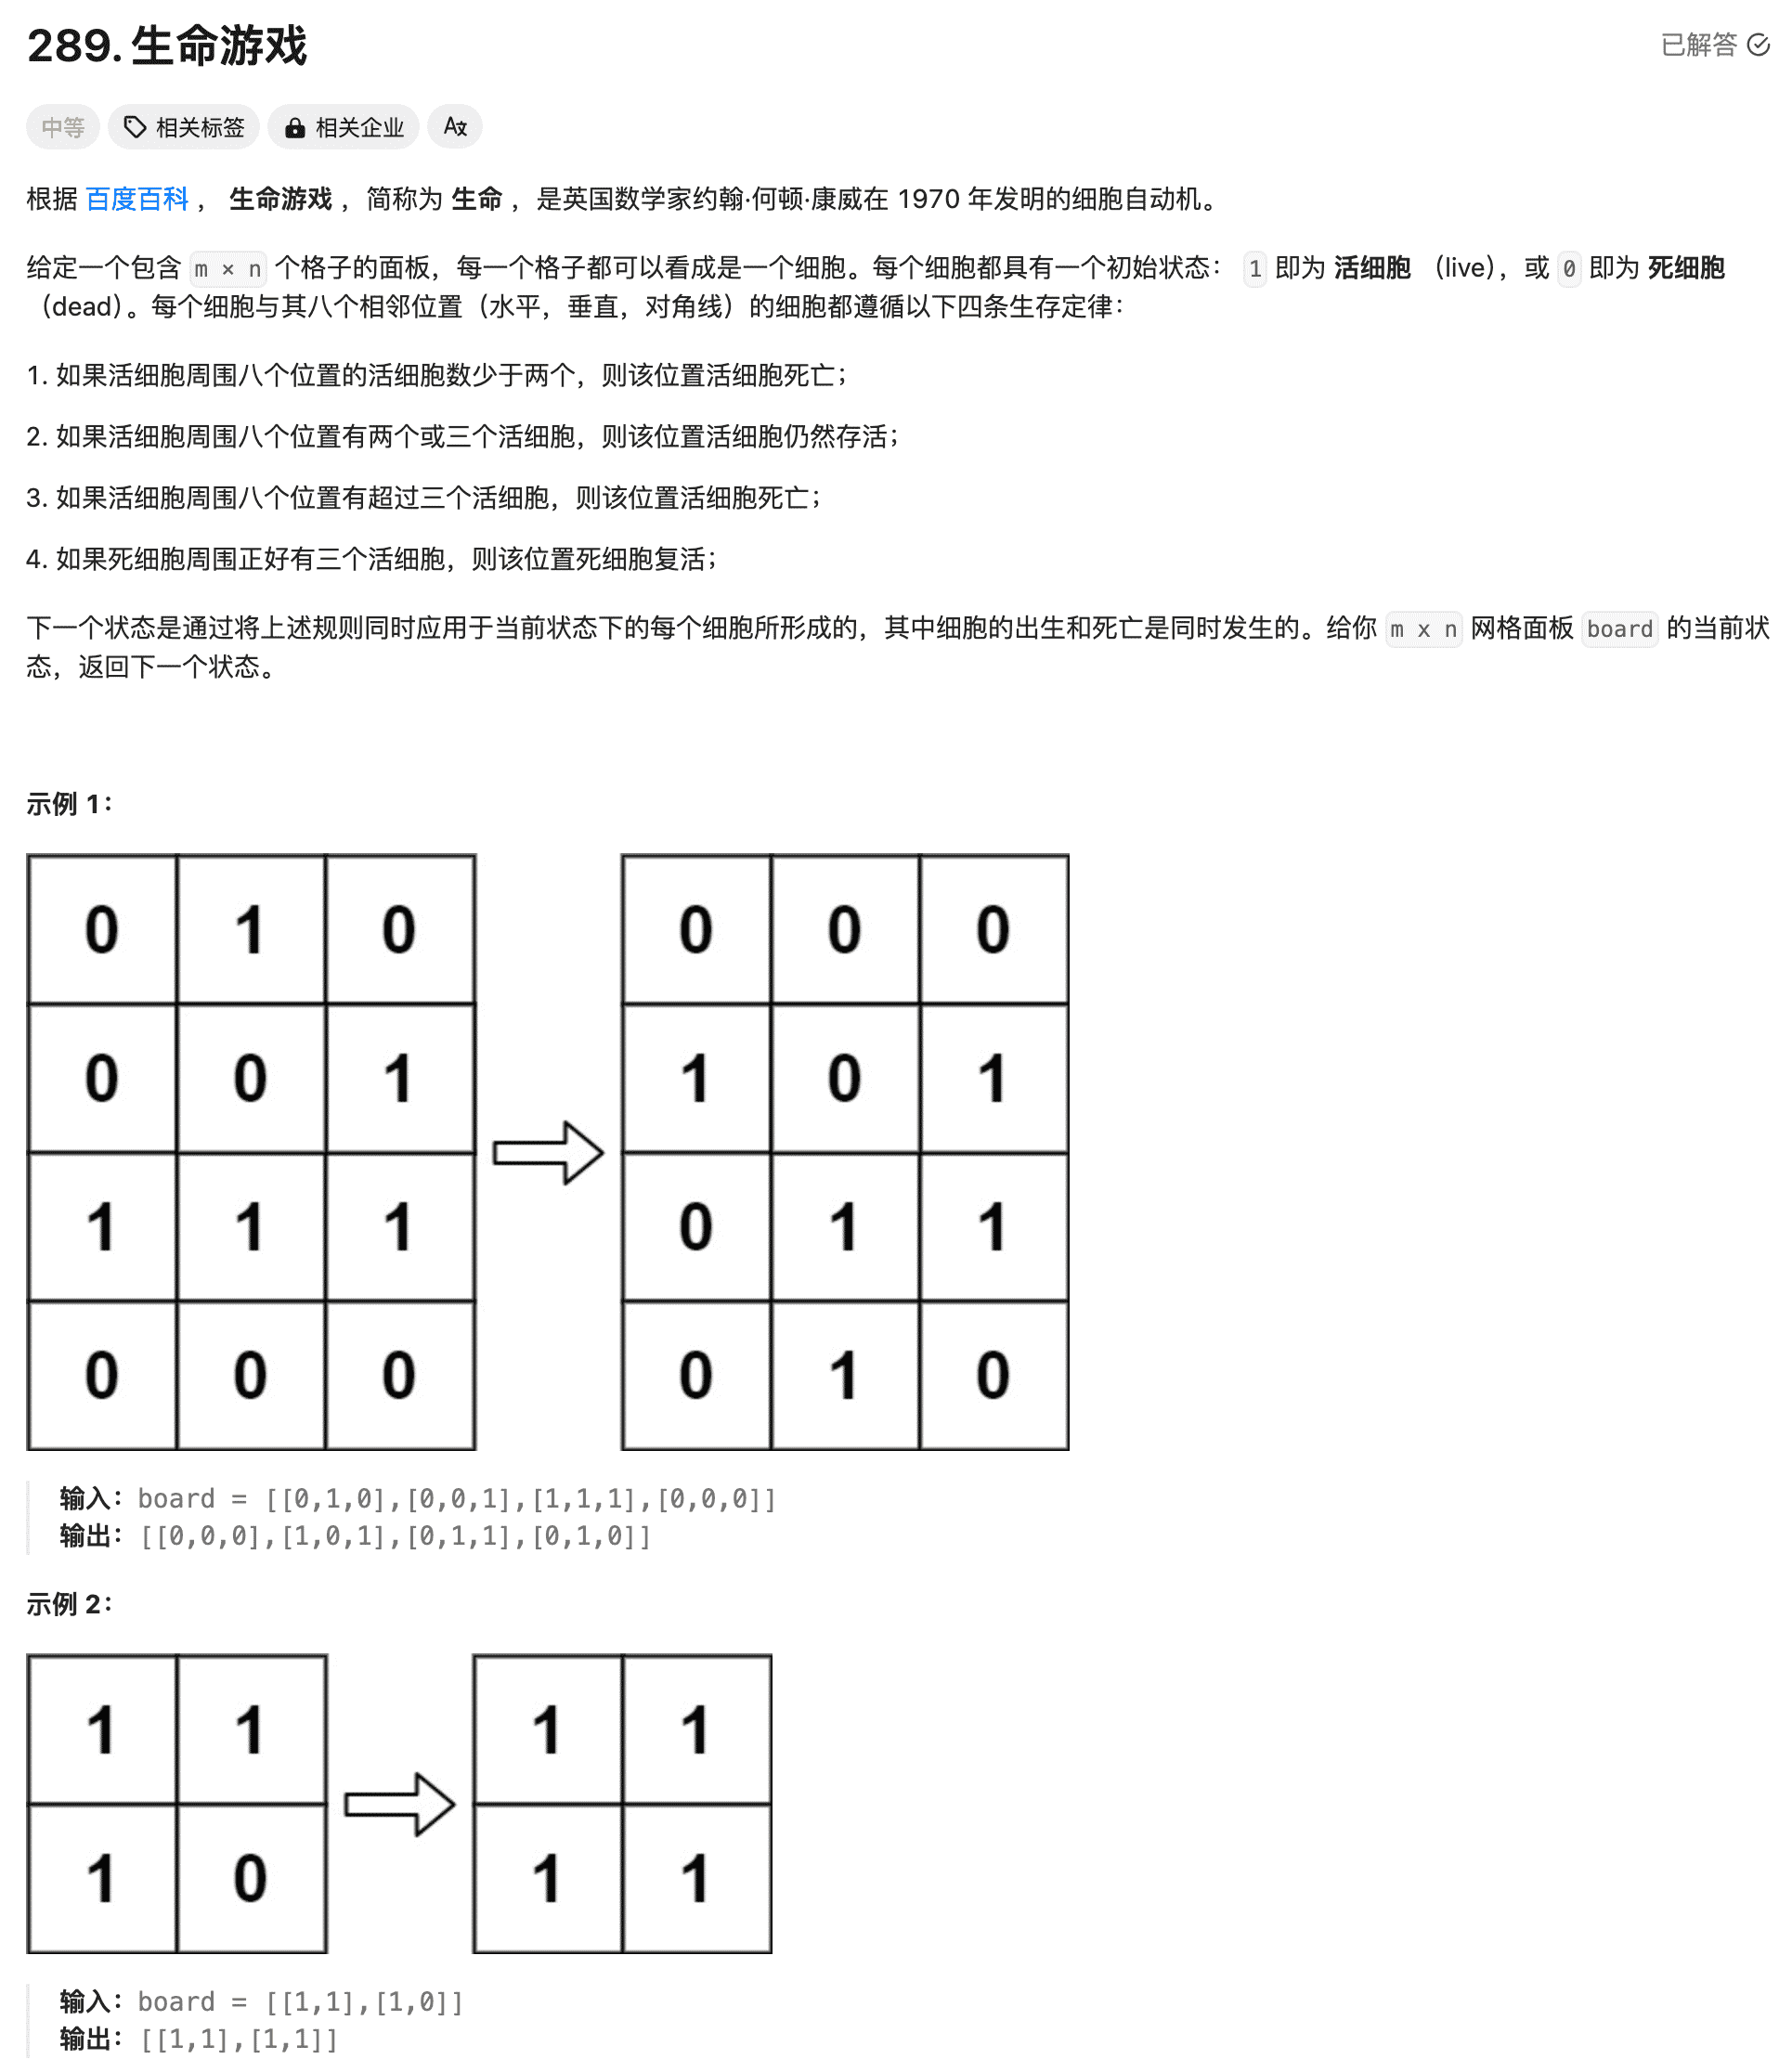 289. 生命游戏
已解答
中等 相关标签 相关企业 A文
根据 百度百科 ， 生命游戏 ，简称为 生命 ，是英国数学家约翰·何顿·康威在 1970 年发明的细胞自动机。
给定一个包含 m × n 个格子的面板，每一个格子都可以看成是一个细胞。每个细胞都具有一个初始状态： 1 即为 活细胞 （live），或 0 即为 死细胞
（dead）。每个细胞与其八个相邻位置（水平，垂直，对角线）的细胞都遵循以下四条生存定律：
1. 如果活细胞周围八个位置的活细胞数少于两个，则该位置活细胞死亡；
2. 如果活细胞周围八个位置有两个或三个活细胞，则该位置活细胞仍然存活；
3. 如果活细胞周围八个位置有超过三个活细胞，则该位置活细胞死亡；
4. 如果死细胞周围正好有三个活细胞，则该位置死细胞复活；
下一个状态是通过将上述规则同时应用于当前状态下的每个细胞所形成的，其中细胞的出生和死亡是同时发生的。给你 m x n 网格面板 board 的当前状
态，返回下一个状态。
示例 1：
0 1 0 0 0 0
0 0 1 1 0 1
1 1 1 0 1 1
0 0 0 0 1 0
输入：board = [[0,1,0],[0,0,1],[1,1,1],[0,0,0]]
输出：[[0,0,0],[1,0,1],[0,1,1],[0,1,0]]
示例 2：
1 1 1 1
1 0 1 1
输入：board = [[1,1],[1,0]]
输出：[[1,1],[1,1]]